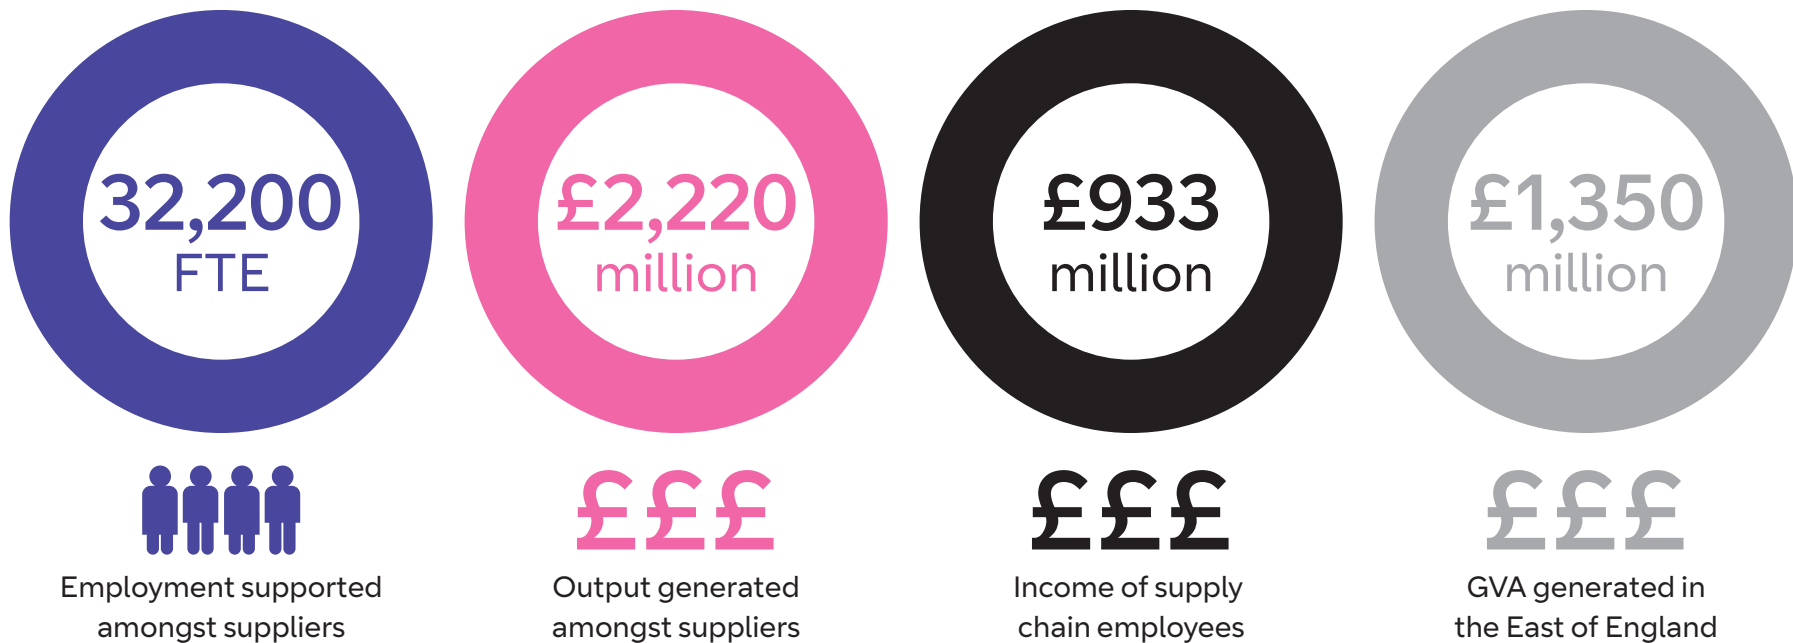 32,200
FTE
£££
Employment supported
amongst suppliers
£2,220
million
£££
Output generated
amongst suppliers
£933
million
£££
Income of supply
chain employees
£1,350
million
£££
GVA generated in
the East of England